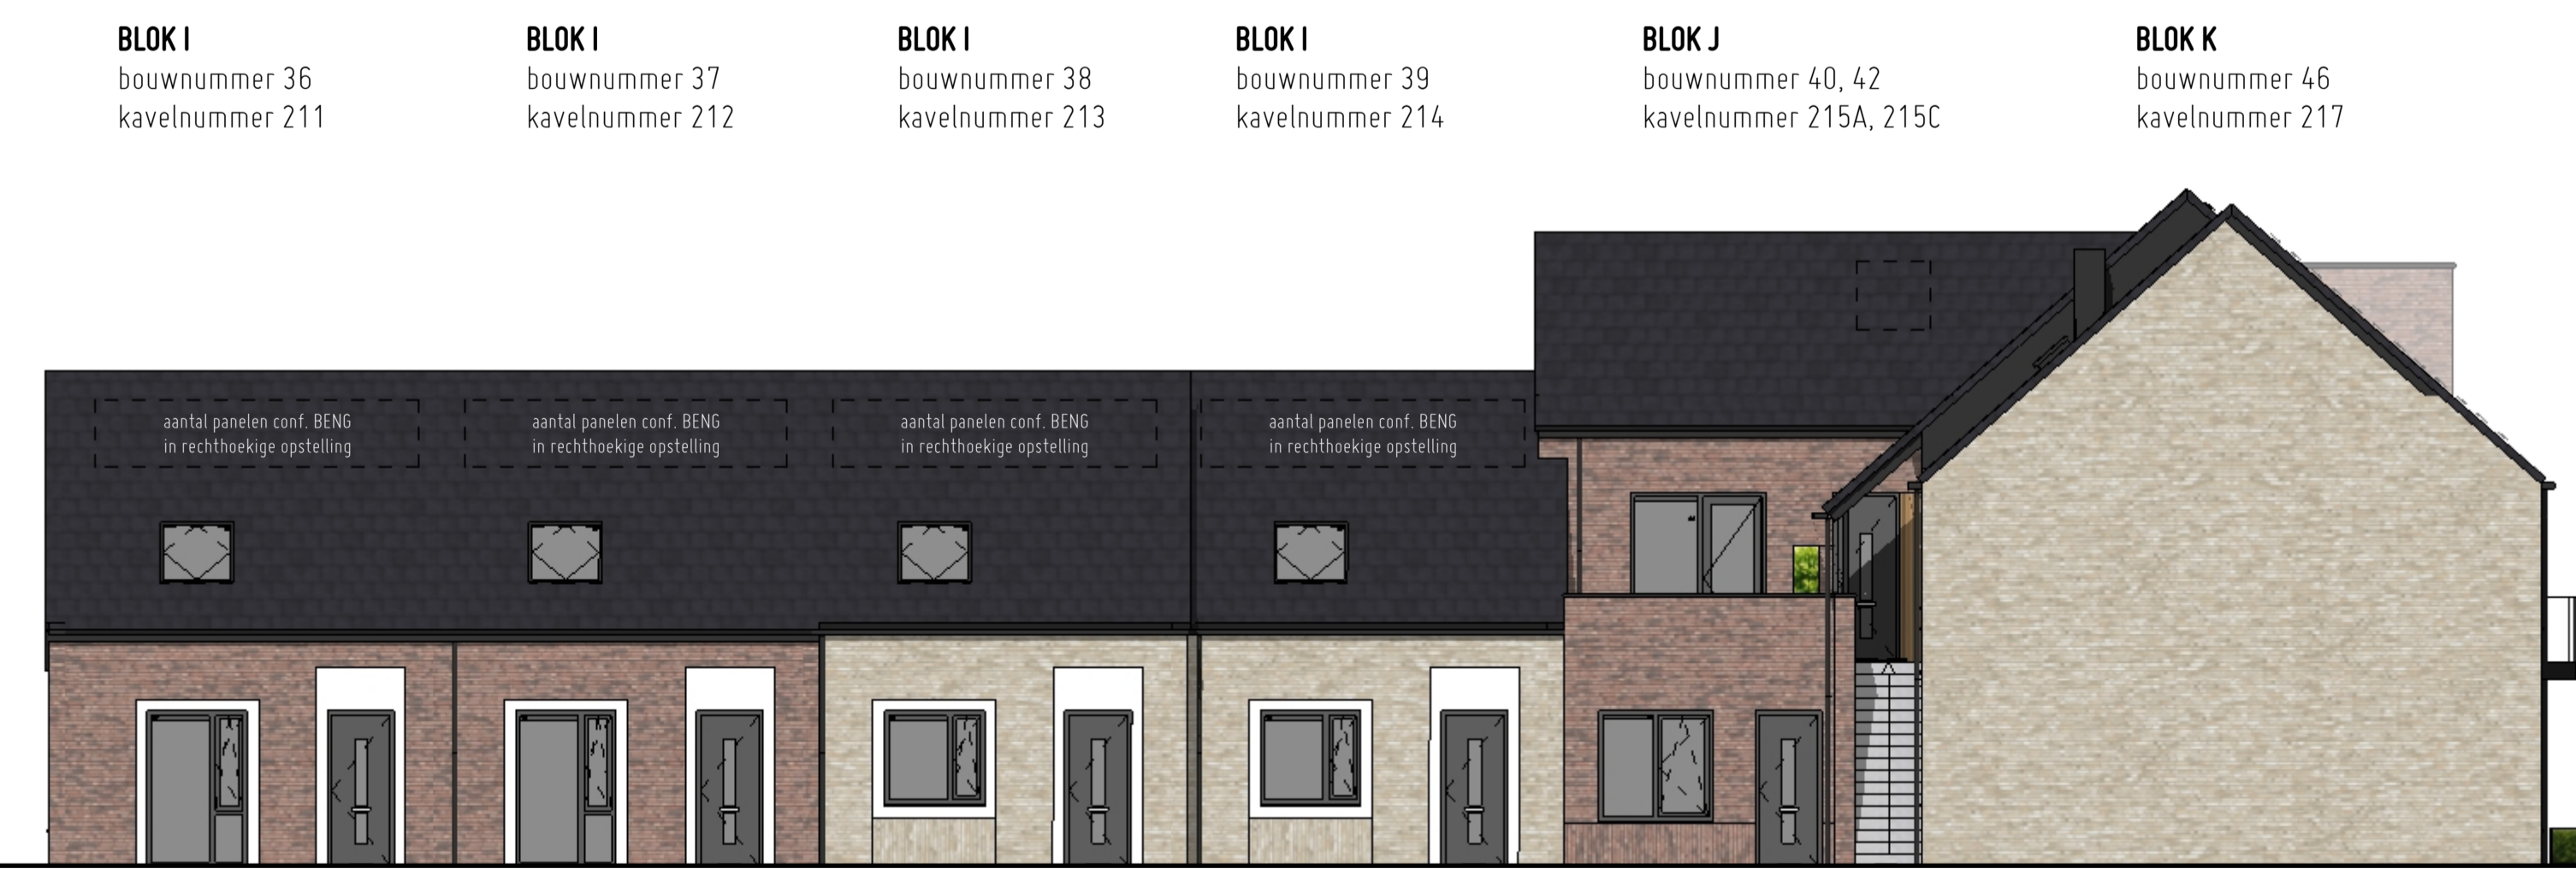 BLOK I
bouwnummer 36
kavelnummer 211
BLOK I
bouwnummer 37
kavelnummer 212
BLOK I
bouwnummer 38
kavelnummer 213
BLOK I
bouwnummer 39
kavelnummer 214
BLOK J
bouwnummer 40, 42
kavelnummer 215A, 215C
BLOK K
bouwnummer 46
kavelnummer 217
aantal panelen conf. BENG
in rechthoekige opstelling
aantal panelen conf. BENG
in rechthoekige opstelling
aantal panelen conf. BENG
in rechthoekige opstelling
aantal panelen conf. BENG
in rechthoekige opstelling